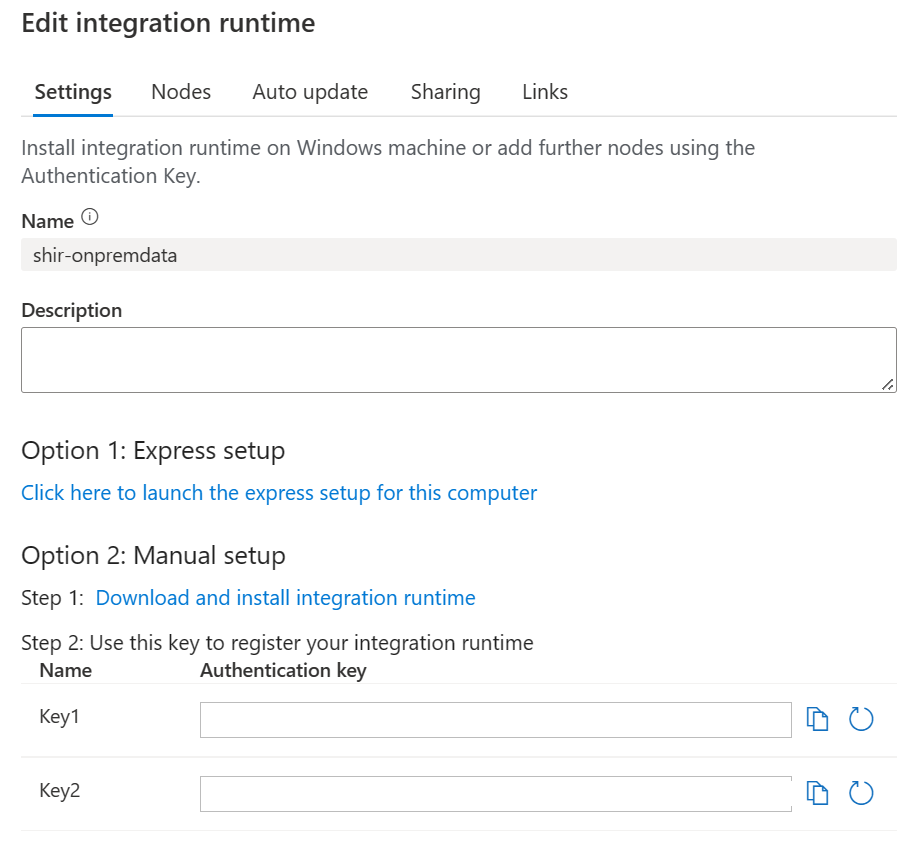 Edit integration runtime
Settings Nodes Auto update Sharing Links
Install integration runtime on Windows machine or add further nodes using the
Authentication Key.
Name
shir-onpremdata
Description
Option 1: Express setup
Click here to launch the express setup for this computer
Option 2: Manual setup
Step 1: Download and install integration runtime
Step 2: Use this key to register your integration runtime
Name Authentication key
Key1
Key2